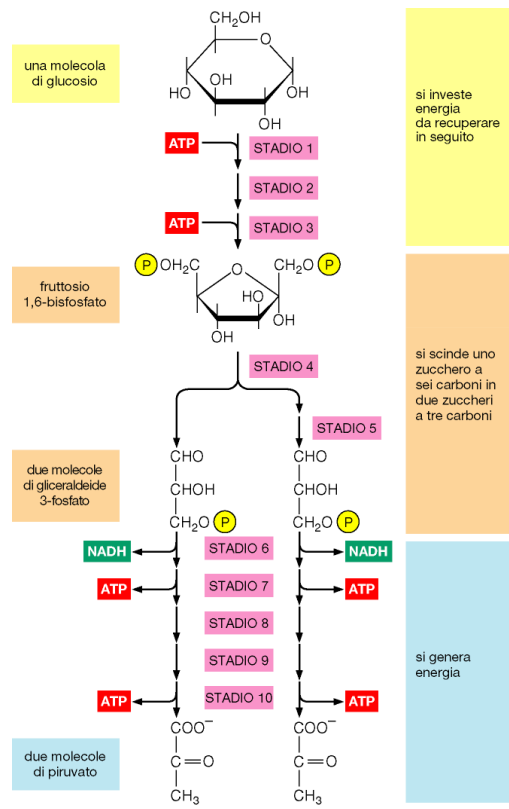 CH₂OH
O
una molecola
di glucosio
HO
HO
OH
OH
si investe
energia
da recuperare
in seguito
ATP
STADIO 1
STADIO 2
ATP
STADIO 3
P OH₂C
O
CH₂O P
HO
OH
OH
fruttosio
1,6-bisfosfato
STADIO 4
si scinde uno
zucchero a
sei carboni in
due zuccheri
a tre carboni
STADIO 5
CHO
CHO
CHOH
CHOH
due molecole
di gliceraldeide
3-fosfato
CH₂O P
CH₂O P
NADH
STADIO 6
NADH
ATP
STADIO 7
ATP
STADIO 8
STADIO 9
si genera
energia
ATP
STADIO 10
ATP
COO⁻
COO⁻
C=O
C=O
due molecole
di piruvato
CH₃
CH₃